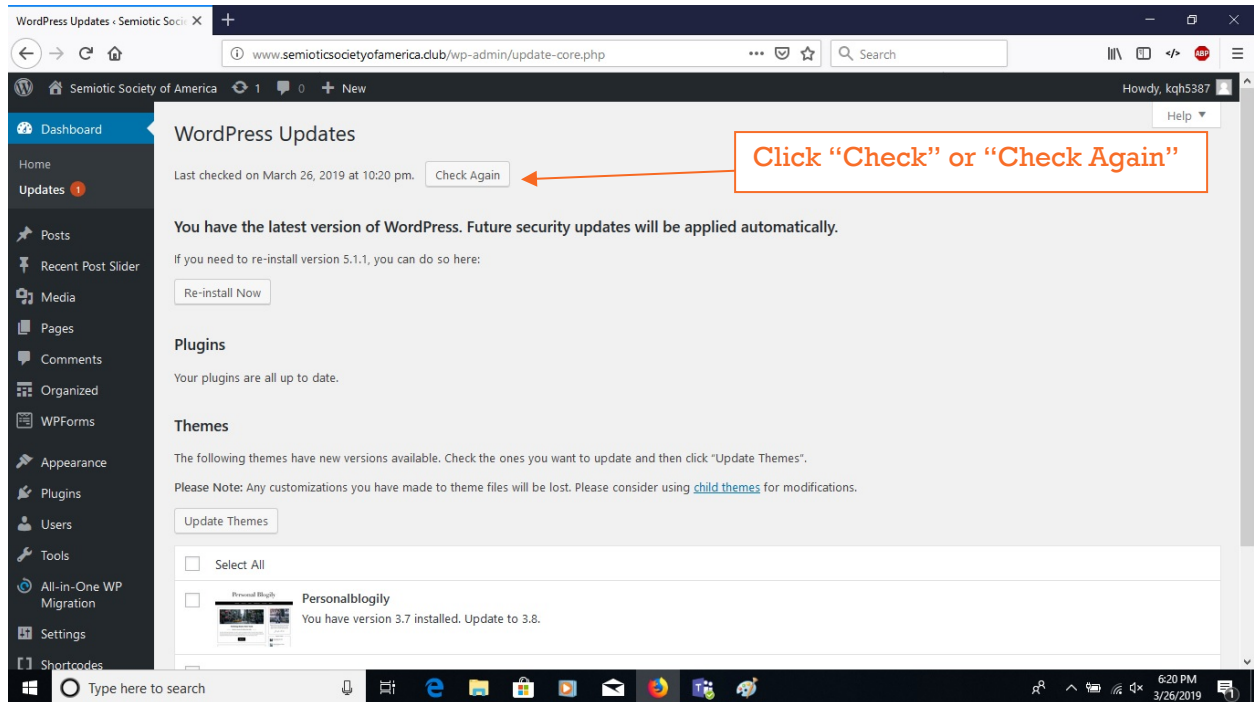 WordPress Updates ‹ Semiotic Soci
www.semioticsocietyofamerica.club/wp-admin/update-core.php
Search
ABP
Semiotic Society of America 1 0 + New
Howdy, kqh5387
Help ▼
Dashboard
Home
Updates 1
Posts
Recent Post Slider
Media
Pages
Comments
Organized
WPForms
Appearance
Plugins
Users
Tools
All-in-One WP
Migration
Settings
Shortcodes
WordPress Updates
Last checked on March 26, 2019 at 10:20 pm. Check Again
Click “Check” or “Check Again”
You have the latest version of WordPress. Future security updates will be applied automatically.
If you need to re-install version 5.1.1, you can do so here:
Re-install Now
Plugins
Your plugins are all up to date.
Themes
The following themes have new versions available. Check the ones you want to update and then click “Update Themes”.
Please Note: Any customizations you have made to theme files will be lost. Please consider using child themes for modifications.
Update Themes
Select All
Personal Blogily
Personalblogily
You have version 3.7 installed. Update to 3.8.
Type here to search
6:20 PM
3/26/2019
1